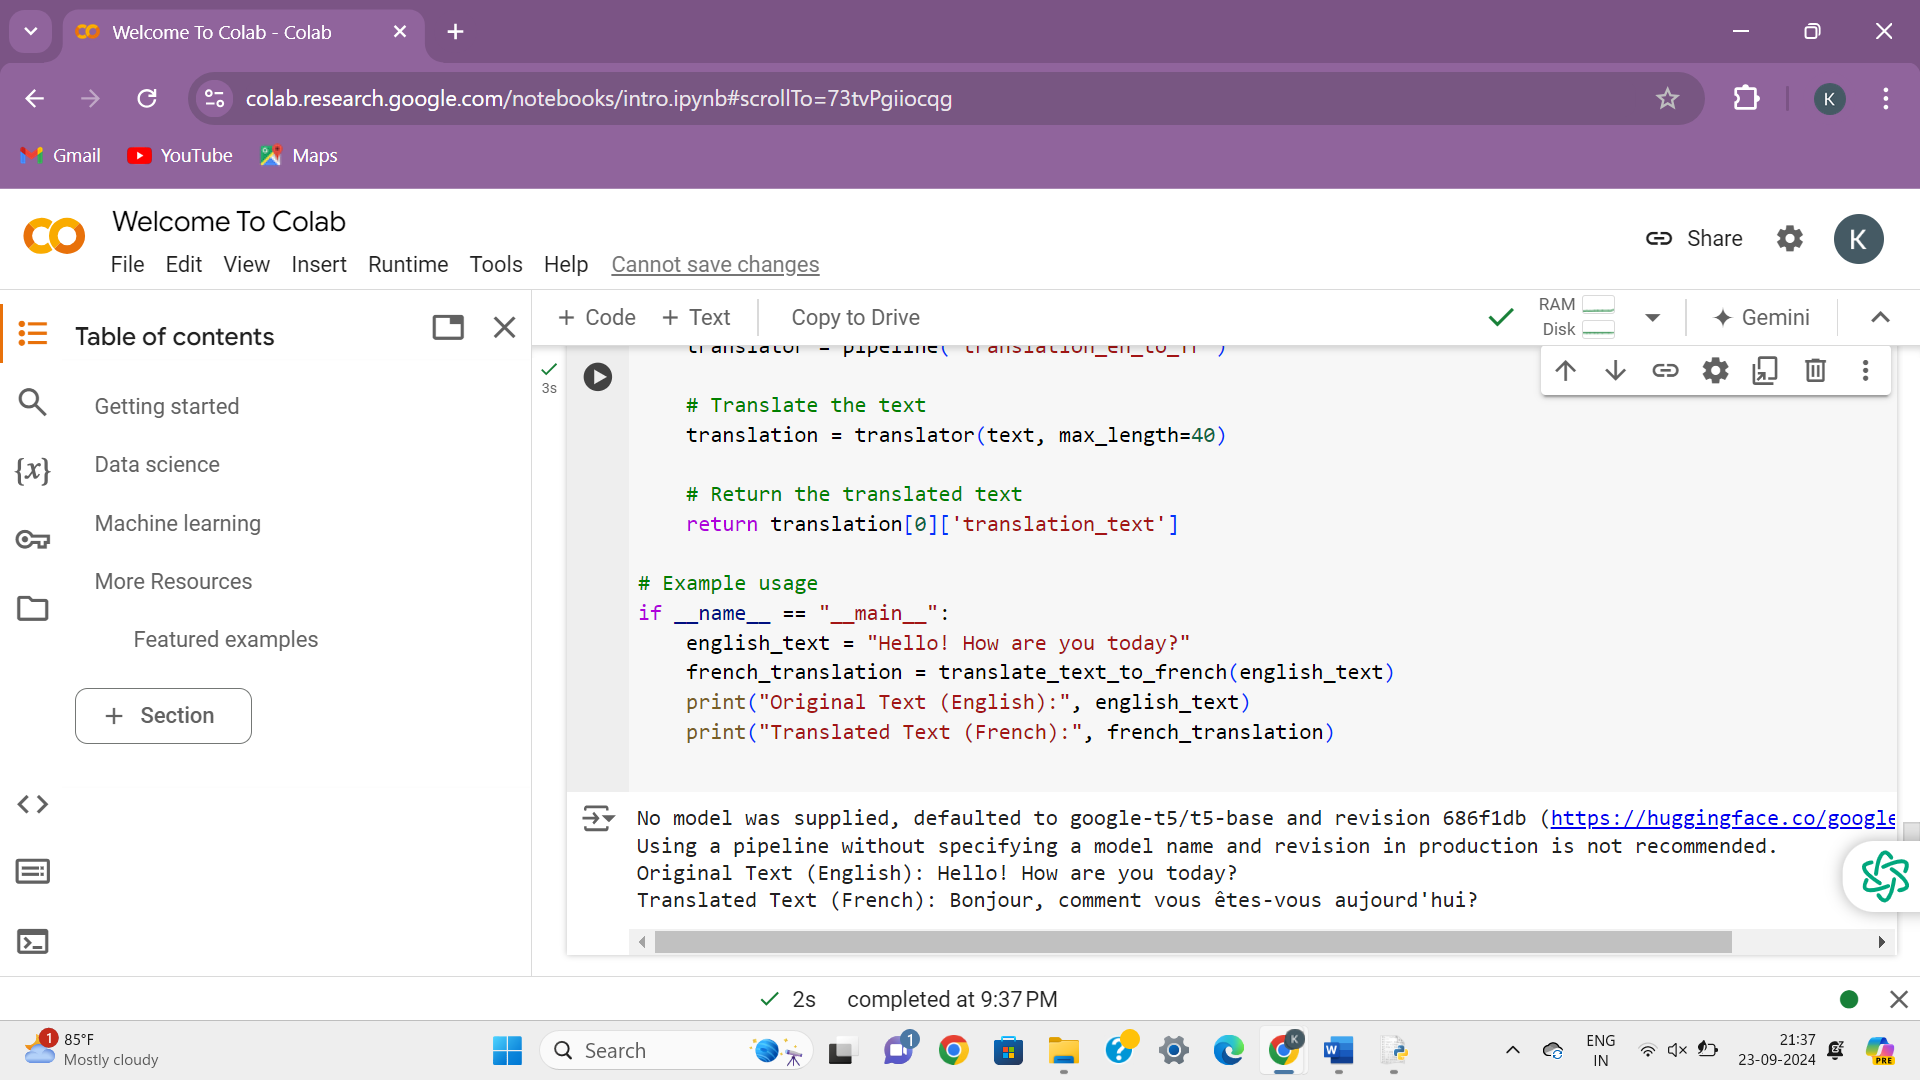 Welcome To Colab - Colab
colab.research.google.com/notebooks/intro.ipynb#scrollTo=73tvPgiiocqg
K
Gmail
YouTube
Maps
Welcome To Colab
File Edit View Insert Runtime Tools Help Cannot save changes
Share
K
Table of contents
Getting started
Data science
Machine learning
More Resources
Featured examples
+ Section
{x}
+ Code + Text Copy to Drive
RAM
Disk
Gemini
3s
translator = pipeline("translation_en_to_fr")
# Translate the text
translation = translator(text, max_length=40)
# Return the translated text
return translation[0]['translation_text']
# Example usage
if __name__ == "__main__":
english_text = "Hello! How are you today?"
french_translation = translate_text_to_french(english_text)
print("Original Text (English):", english_text)
print("Translated Text (French):", french_translation)
No model was supplied, defaulted to google-t5/t5-base and revision 686f1db (https://huggingface.co/google
Using a pipeline without specifying a model name and revision in production is not recommended.
Original Text (English): Hello! How are you today?
Translated Text (French): Bonjour, comment vous êtes-vous aujourd'hui?
2s completed at 9:37 PM
1
85°F
Mostly cloudy
Search
1
K
W
ENG
IN
21:37
23-09-2024
PRE